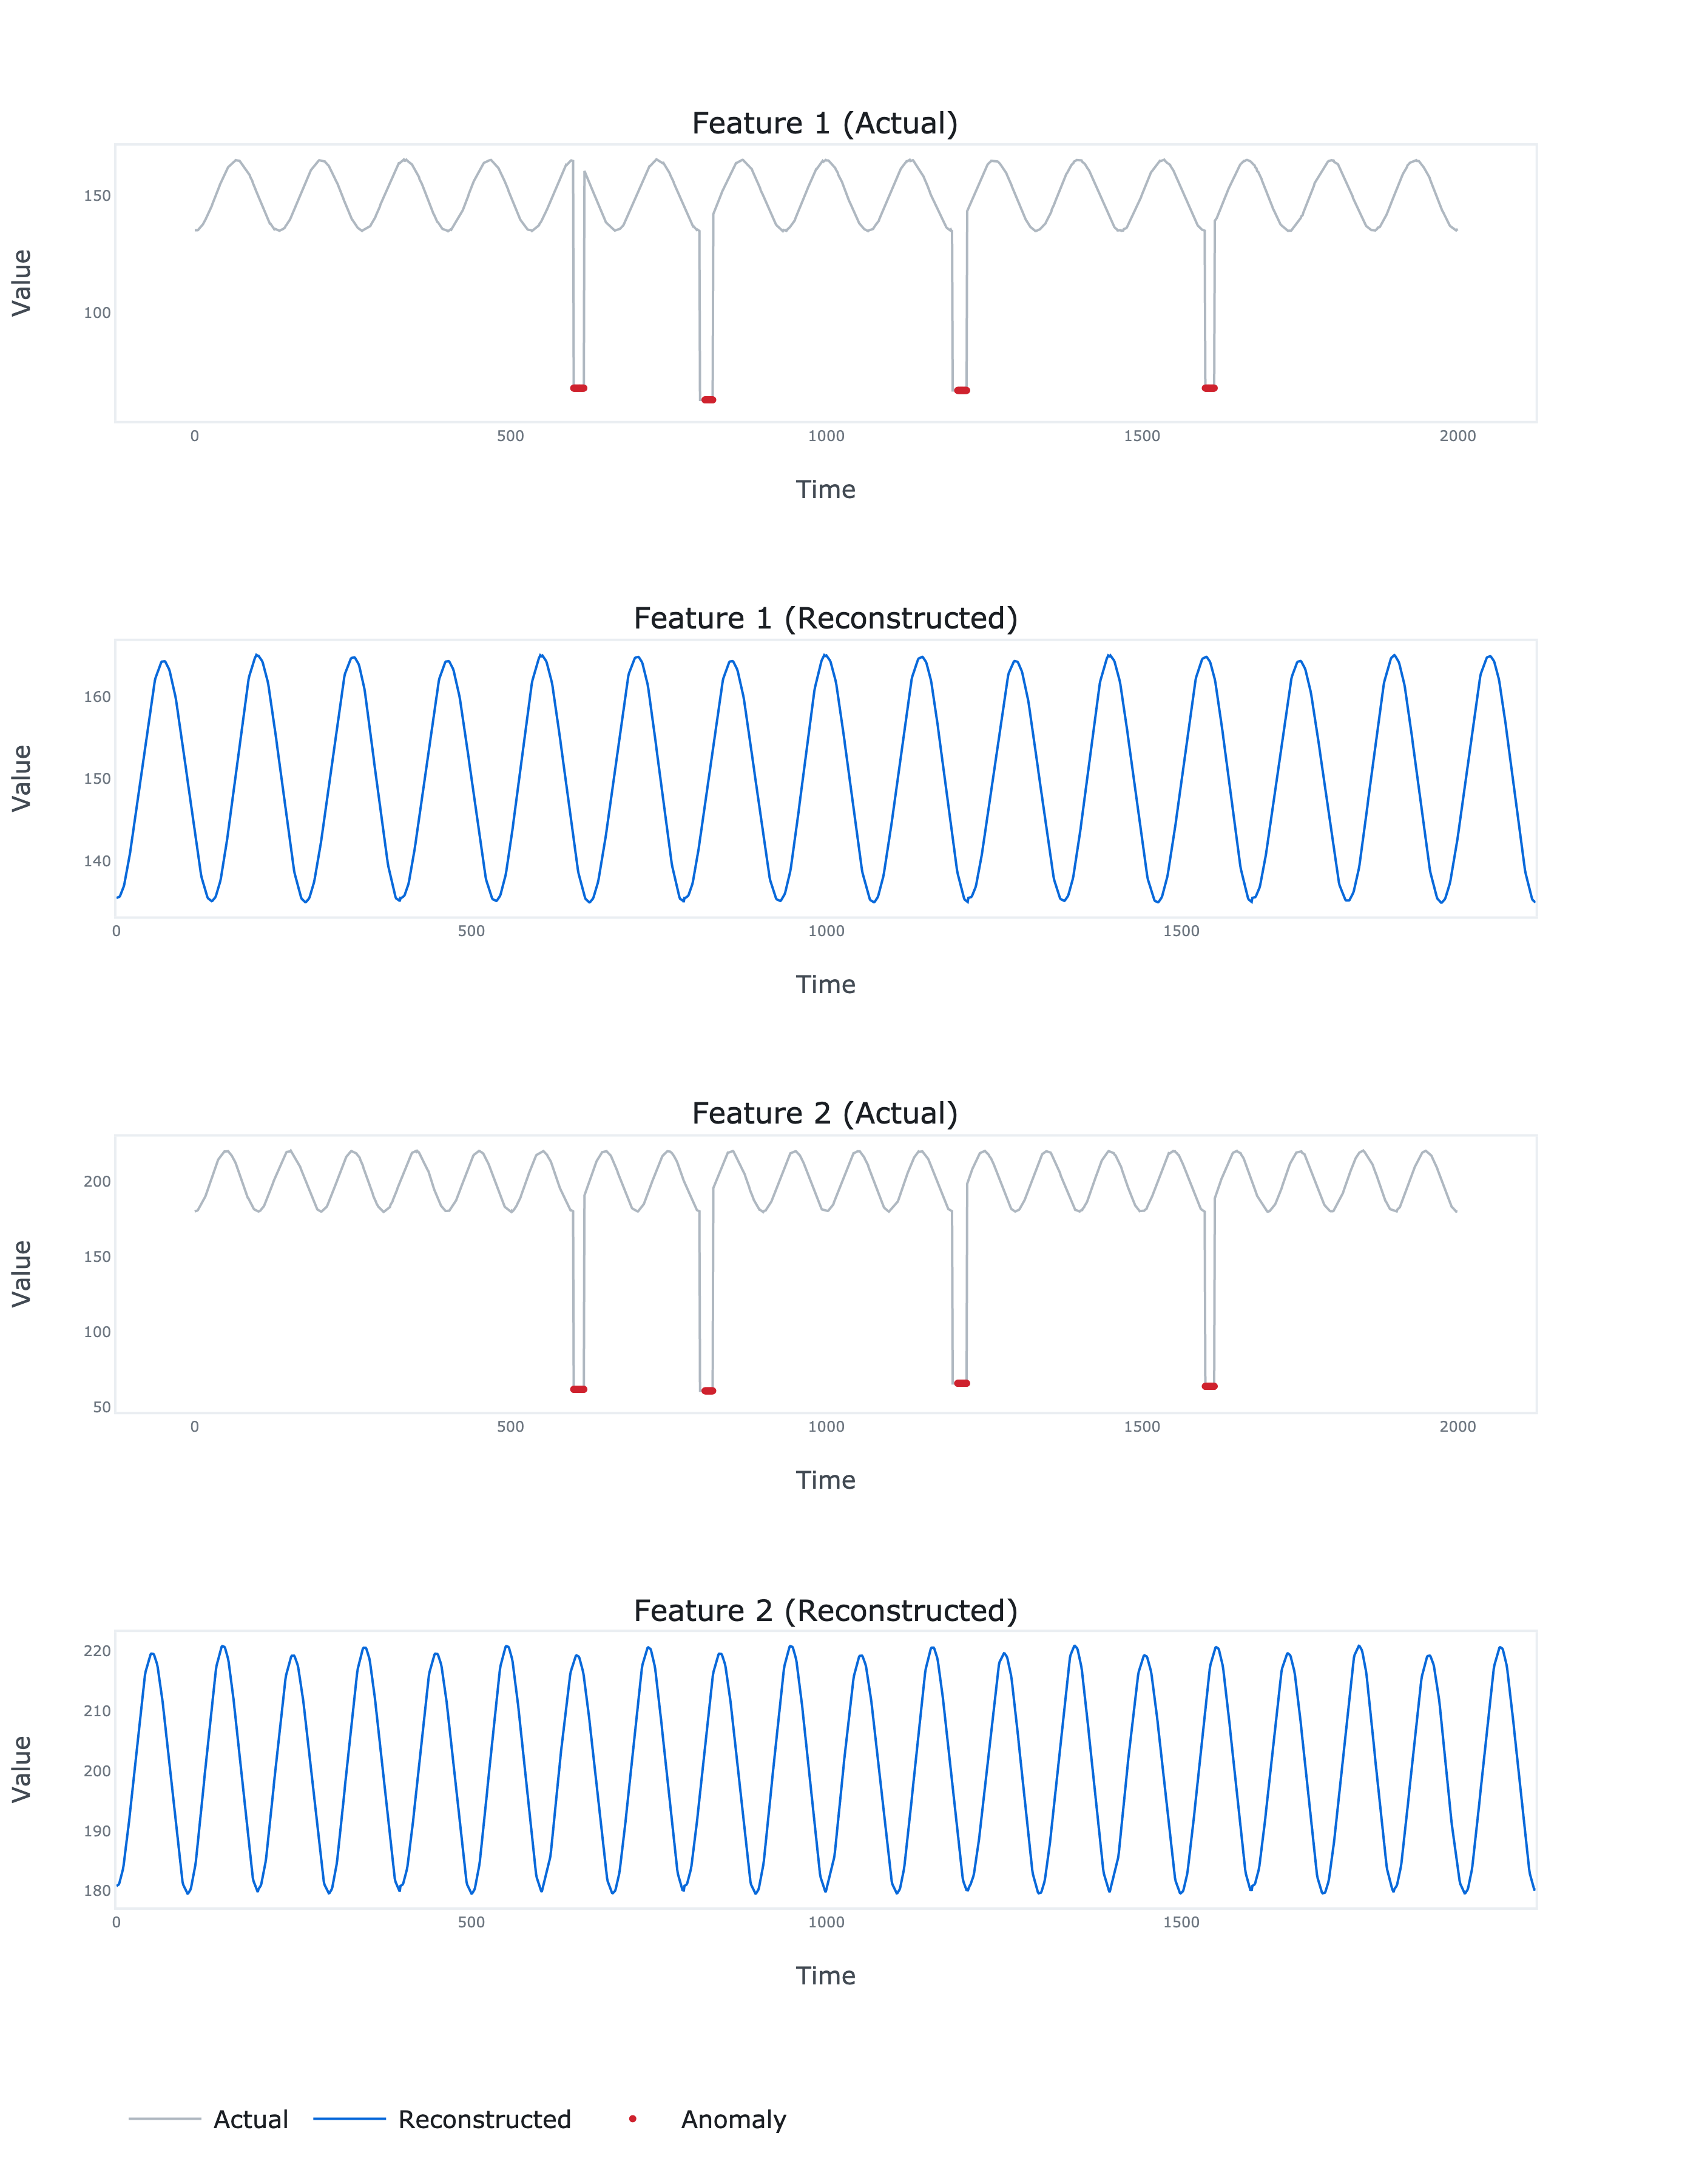 Feature 1 (Actual)
Value
150
100
0 500 1000 1500 2000
Time
Feature 1 (Reconstructed)
Value
160
150
140
0 500 1000 1500
Time
Feature 2 (Actual)
Value
200
150
100
50
0 500 1000 1500 2000
Time
Feature 2 (Reconstructed)
Value
220
210
200
190
180
0 500 1000 1500
Time
Actual Reconstructed Anomaly